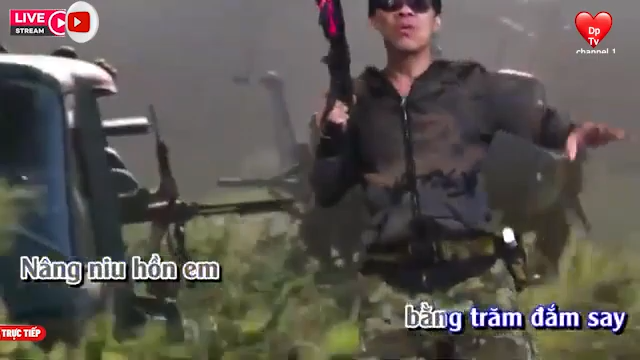 LIVE
STREAM
Dp
Tv
channel 1
Nâng niu hồn em
bằng trăm đắm say
TRỰC TIẾP